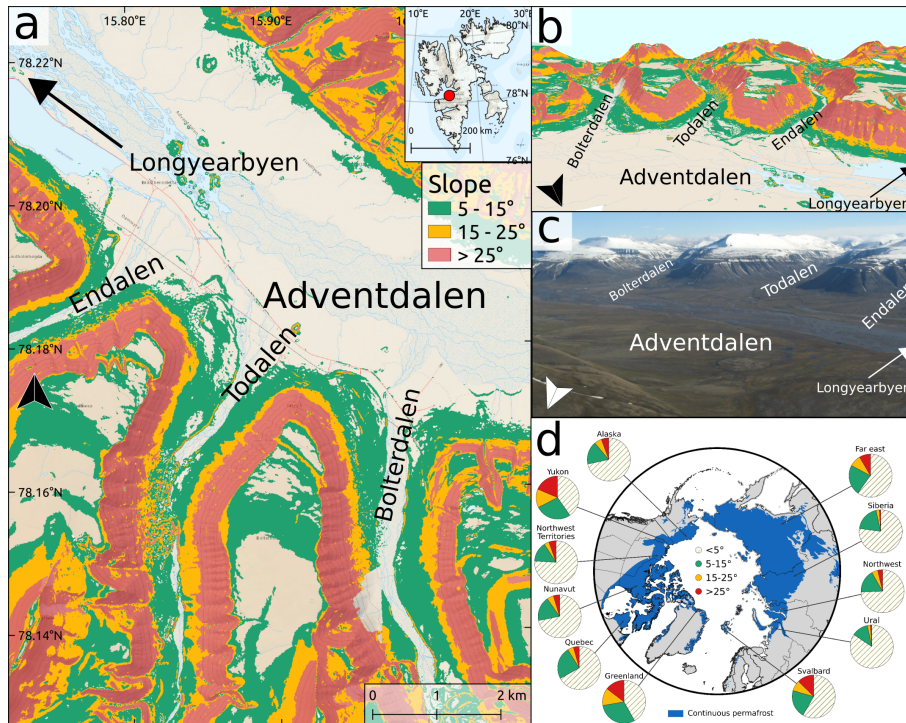 a
15.80°E
15.90°E
78.22°N
78.20°N
78.18°N
78.16°N
78.14°N
Longyearbyen
Endalen
Adventdalen
Todalen
Bolterdalen
10°E
20°E
30°E
80°N
78°N
76°N
0
200 km
Slope
5 - 15°
15 - 25°
> 25°
0
1
2 km
b
Bolterdalen
Todalen
Endalen
Adventdalen
Longyearbyen
c
Bolterdalen
Todalen
Endalen
Adventdalen
Longyearbyen
d
Alaska
Yukon
Northwest
Territories
Nunavut
Quebec
Greenland
Far east
Siberia
Northwest
Ural
Svalbard
<5°
5-15°
15-25°
>25°
Continuous permafrost